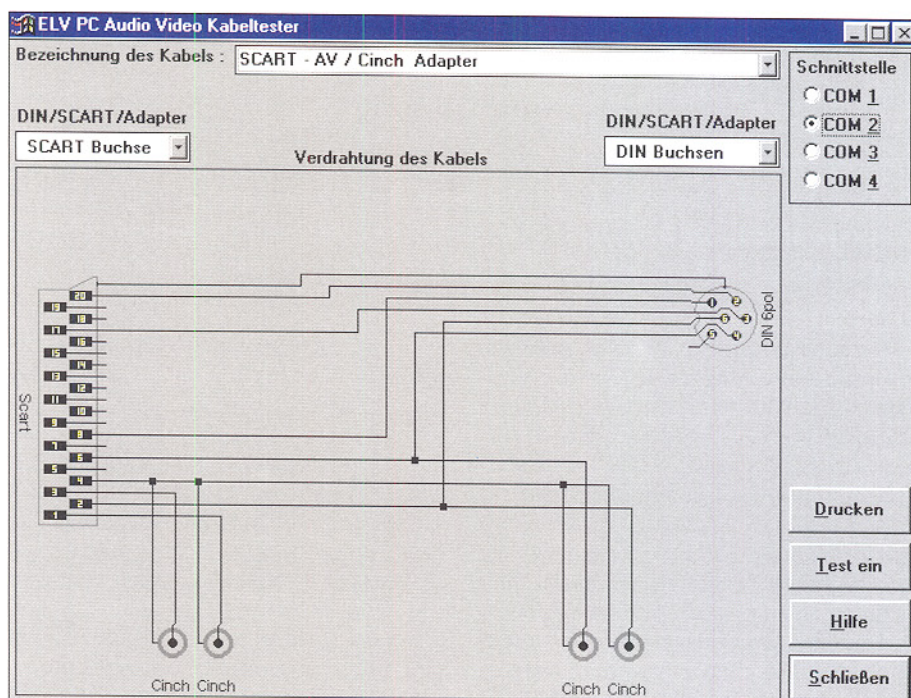 ELV PC Audio Video Kabeltester
Bezeichnung des Kabels : SCART - AV / Cinch Adapter
Schnittstelle
COM 1
COM 2
COM 3
COM 4
DIN/SCART/Adapter
SCART Buchse
Verdrahtung des Kabels
DIN/SCART/Adapter
DIN Buchsen
Scart
20
19
18
17
16
15
14
13
12
11
10
9
8
7
6
5
4
3
2
1
DIN 6pol
1
2
3
4
5
6
Cinch Cinch
Cinch Cinch
Drucken
Test ein
Hilfe
Schließen